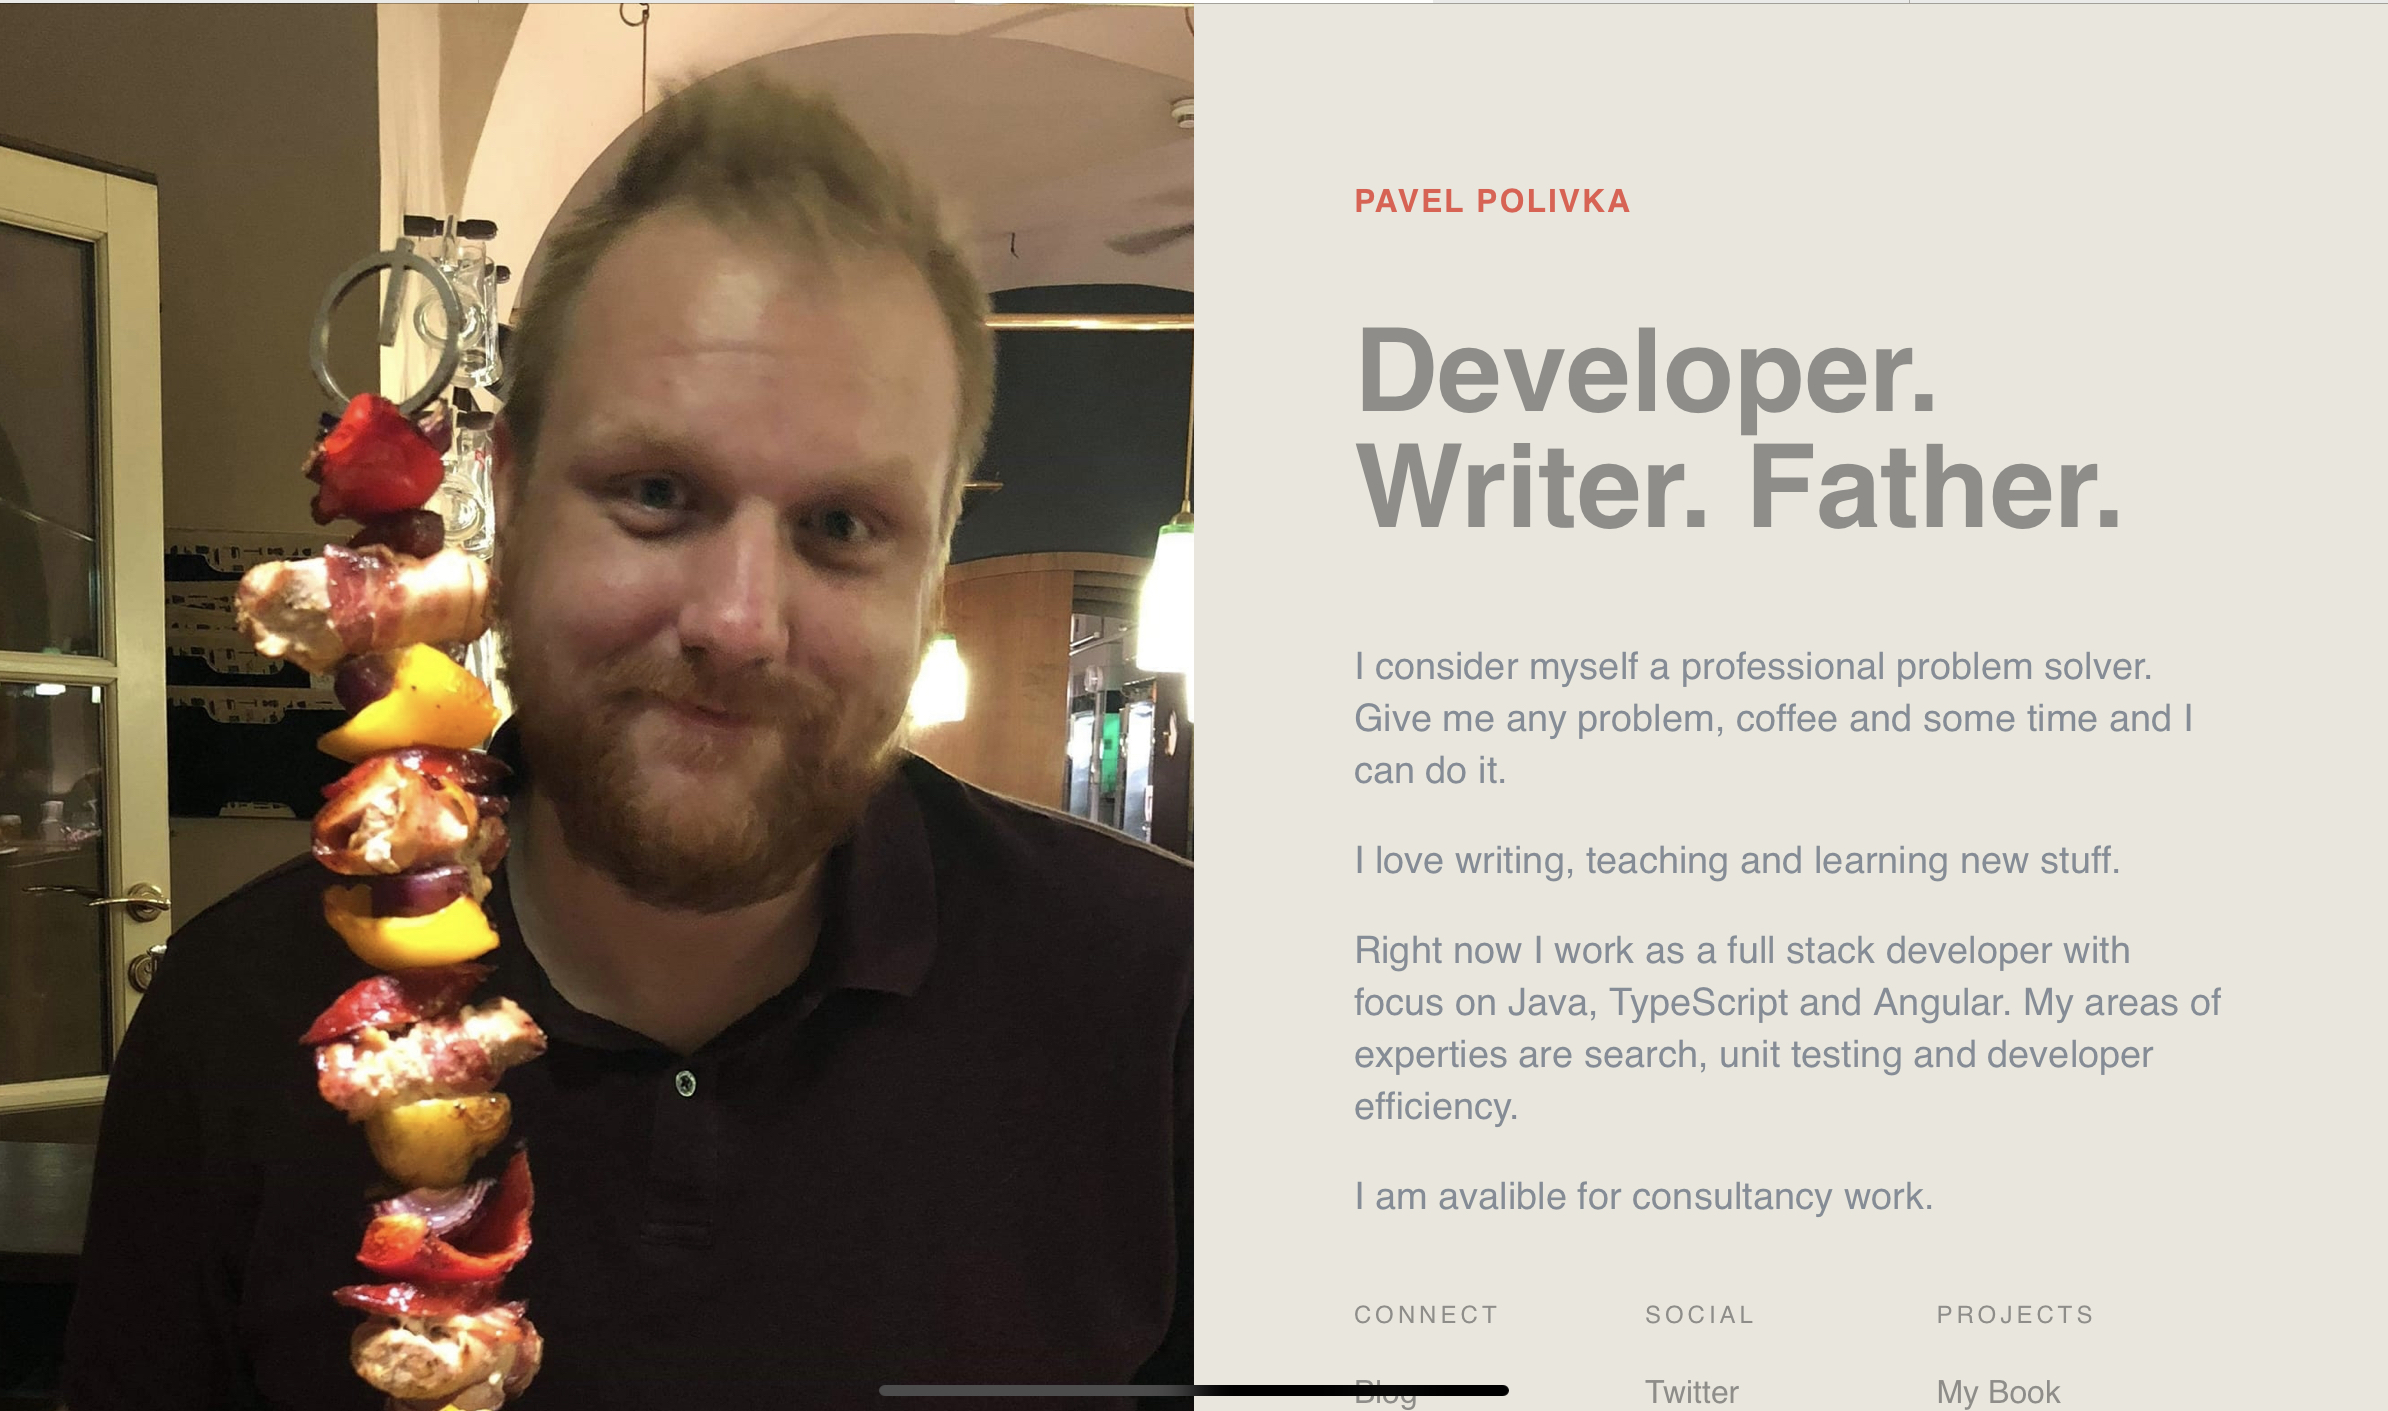 PAVEL POLIVKA
Developer.
Writer. Father.
I consider myself a professional problem solver.
Give me any problem, coffee and some time and I
can do it.
I love writing, teaching and learning new stuff.
Right now I work as a full stack developer with
focus on Java, TypeScript and Angular. My areas of
experties are search, unit testing and developer
efficiency.
I am avalible for consultancy work.
CONNECT SOCIAL PROJECTS
Blog Twitter My Book